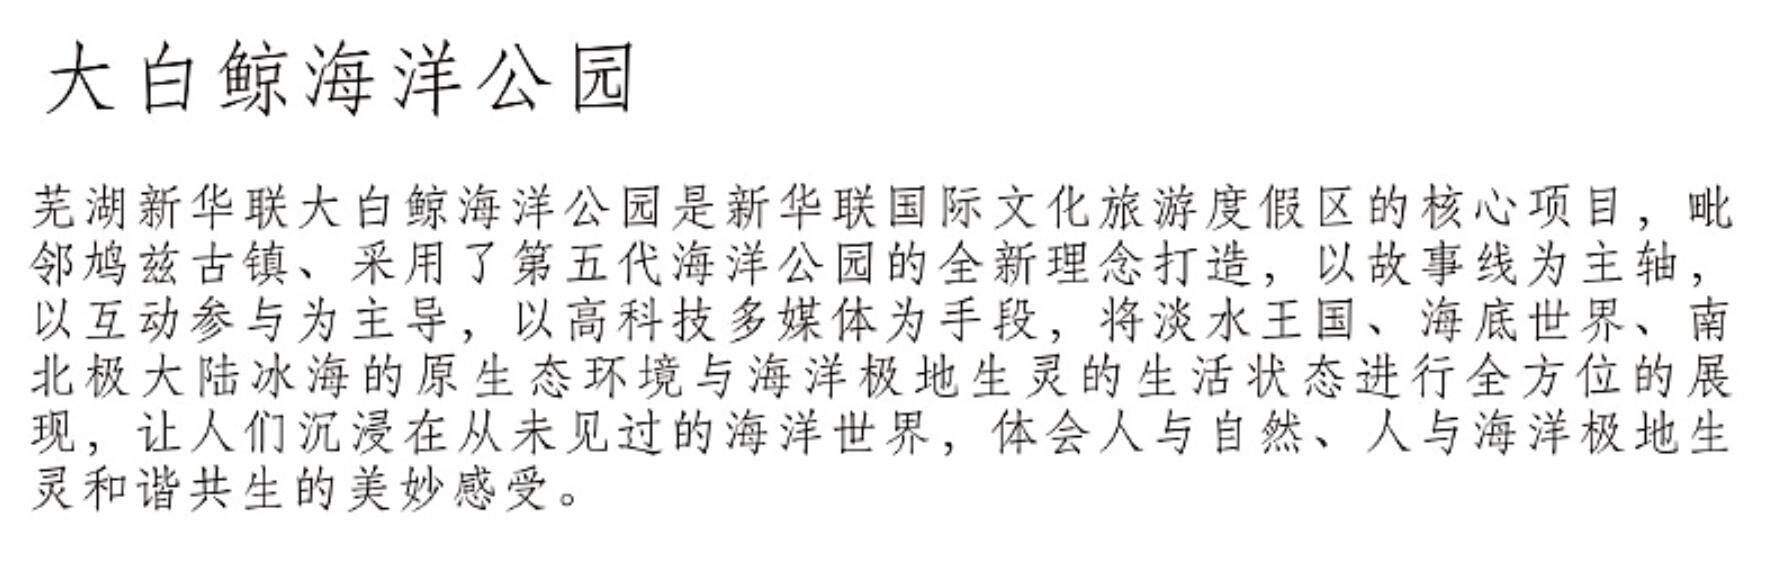 大白鲸海洋公园
芜湖新华联大白鲸海洋公园是新华联国际文化旅游度假区的核心项目，毗
邻鸠兹古镇、采用了第五代海洋公园的全新理念打造，以故事线为主轴，
以互动参与为主导，以高科技多媒体为手段，将淡水王国、海底世界、南
北极大陆冰海的原生态环境与海洋极地生灵的生活状态进行全方位的展
现，让人们沉浸在从未见过的海洋世界，体会人与自然、人与海洋极地生
灵和谐共生的美妙感受。